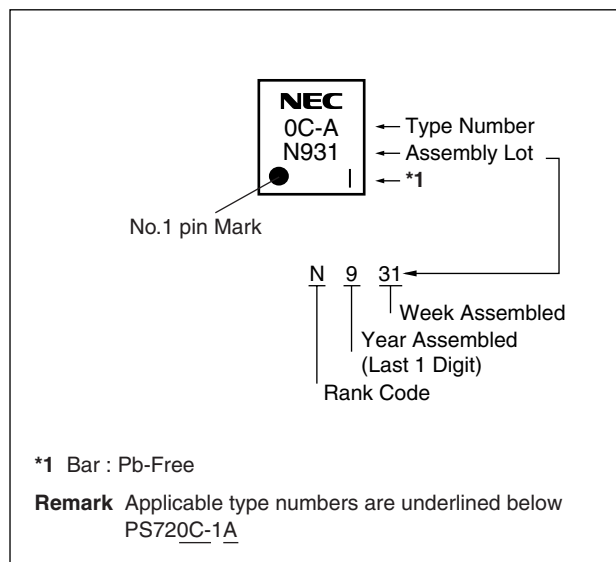 NEC
0C-A
N931
Type Number
Assembly Lot
*1
No.1 pin Mark
N 9 31
Week Assembled
Year Assembled
(Last 1 Digit)
Rank Code
*1 Bar : Pb-Free
Remark Applicable type numbers are underlined below
PS720C-1A